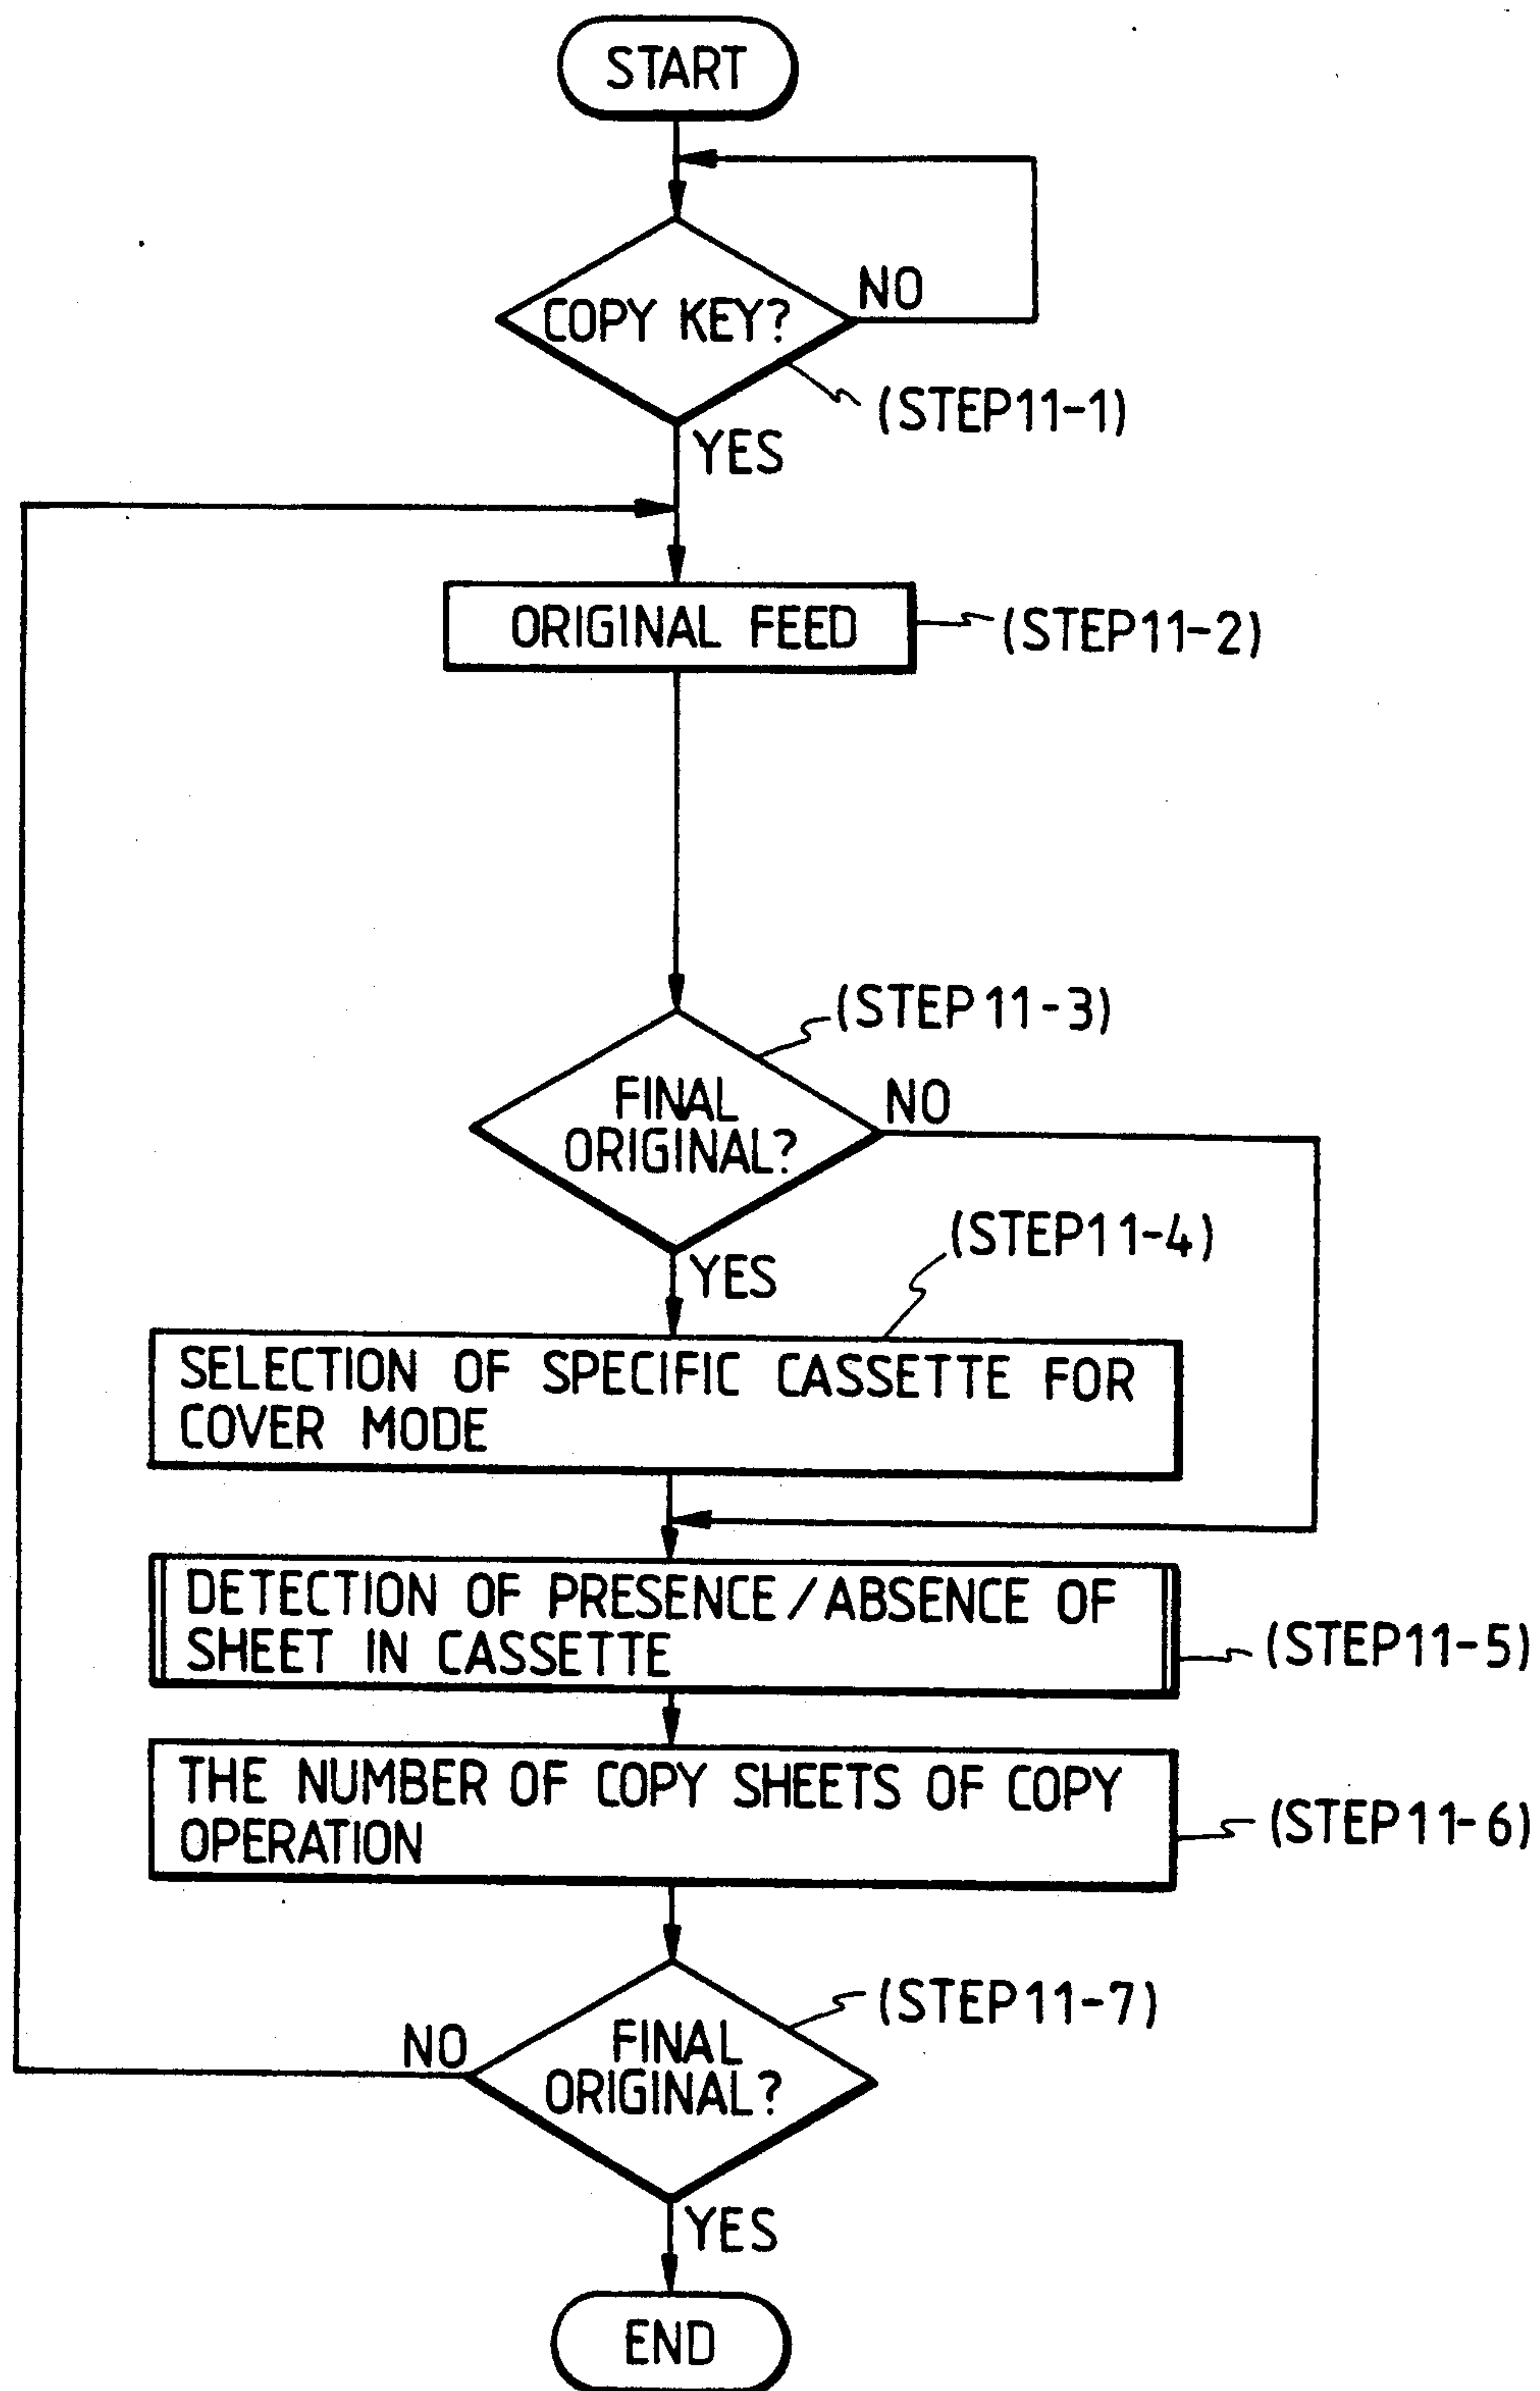 START
COPY KEY?
NO
(STEP11-1)
YES
ORIGINAL FEED
(STEP11-2)
(STEP11-3)
FINAL
ORIGINAL?
NO
(STEP11-4)
YES
SELECTION OF SPECIFIC CASSETTE FOR
COVER MODE
DETECTION OF PRESENCE/ABSENCE OF
SHEET IN CASSETTE
(STEP11-5)
THE NUMBER OF COPY SHEETS OF COPY
OPERATION
(STEP11-6)
(STEP11-7)
NO
FINAL
ORIGINAL?
YES
END